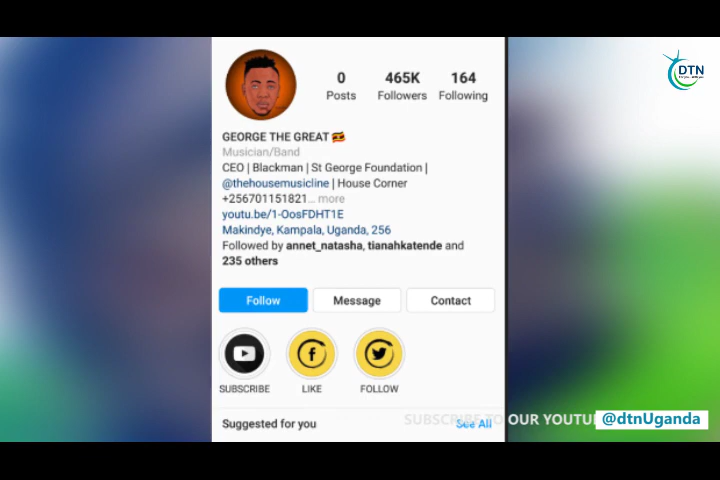 DTN
0 465K 164
Posts Followers Following
GEORGE THE GREAT 🇺🇬
Musician/Band
CEO | Blackman | St George Foundation |
@thehousemusicline | House Corner
+256701151821... more
youtu.be/1-OosFDHT1E
Makindye, Kampala, Uganda, 256
Followed by annet_natasha, tianahkatende and
235 others
Follow Message Contact
SUBSCRIBE LIKE FOLLOW
Suggested for you See All
SUBSCRIBE TO OUR YOUTU
@dtnUganda